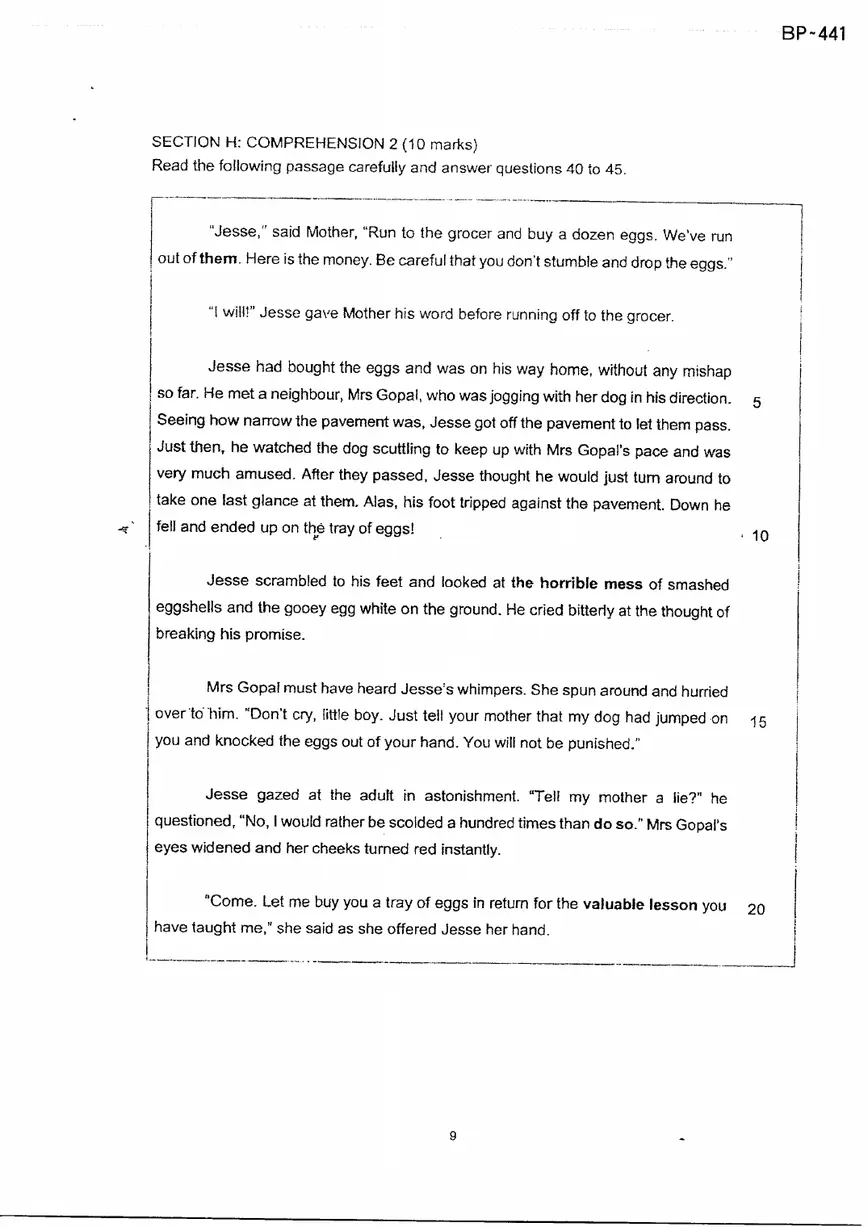 BP-441
SECTION H: COMPREHENSION 2 (10 marks)
Read the following passage carefully and answer questions 40 to 45.
"Jesse," said Mother, "Run to the grocer and buy a dozen eggs. We've run
out of them. Here is the money. Be careful that you don't stumble and drop the eggs."
"I will!" Jesse gave Mother his word before running off to the grocer.
Jesse had bought the eggs and was on his way home, without any mishap
so far. He met a neighbour, Mrs Gopal, who was jogging with her dog in his direction. 5
Seeing how narrow the pavement was, Jesse got off the pavement to let them pass.
Just then, he watched the dog scuttling to keep up with Mrs Gopal's pace and was
very much amused. After they passed, Jesse thought he would just turn around to
take one last glance at them. Alas, his foot tripped against the pavement. Down he
fell and ended up on the tray of eggs! 10
Jesse scrambled to his feet and looked at the horrible mess of smashed
eggshells and the gooey egg white on the ground. He cried bitterly at the thought of
breaking his promise.
Mrs Gopal must have heard Jesse's whimpers. She spun around and hurried
over to him. "Don't cry, little boy. Just tell your mother that my dog had jumped on 15
you and knocked the eggs out of your hand. You will not be punished."
Jesse gazed at the adult in astonishment. "Tell my mother a lie?" he
questioned, "No, I would rather be scolded a hundred times than do so." Mrs Gopal's
eyes widened and her cheeks turned red instantly.
"Come. Let me buy you a tray of eggs in return for the valuable lesson you 20
have taught me," she said as she offered Jesse her hand.
9